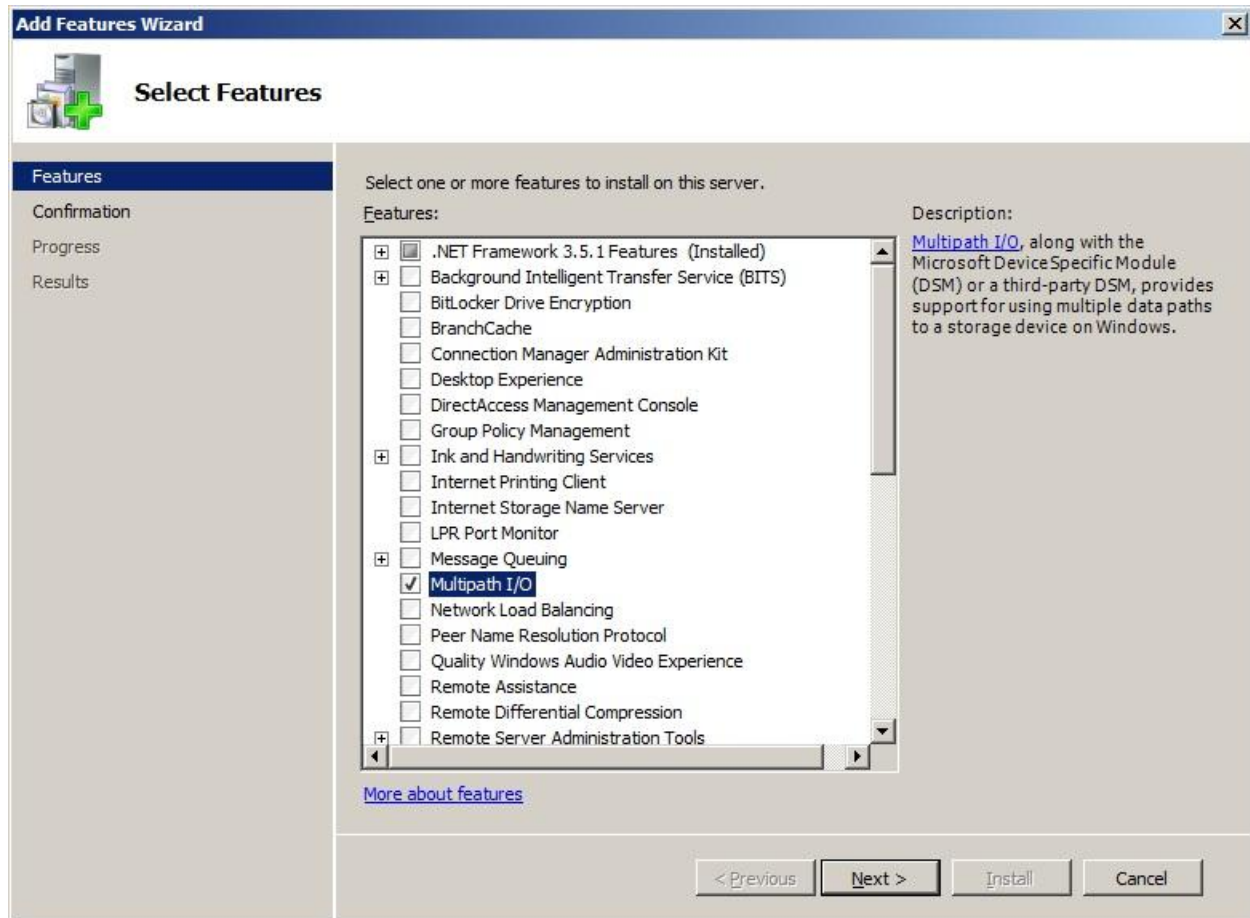 Add Features Wizard
Select Features
Features
Confirmation
Progress
Results
Select one or more features to install on this server.
Features:
.NET Framework 3.5.1 Features (Installed)
Background Intelligent Transfer Service (BITS)
BitLocker Drive Encryption
BranchCache
Connection Manager Administration Kit
Desktop Experience
DirectAccess Management Console
Group Policy Management
Ink and Handwriting Services
Internet Printing Client
Internet Storage Name Server
LPR Port Monitor
Message Queuing
Multipath I/O
Network Load Balancing
Peer Name Resolution Protocol
Quality Windows Audio Video Experience
Remote Assistance
Remote Differential Compression
Remote Server Administration Tools
More about features
Description:
Multipath I/O, along with the
Microsoft Device Specific Module
(DSM) or a third-party DSM, provides
support for using multiple data paths
to a storage device on Windows.
< Previous
Next >
Install
Cancel